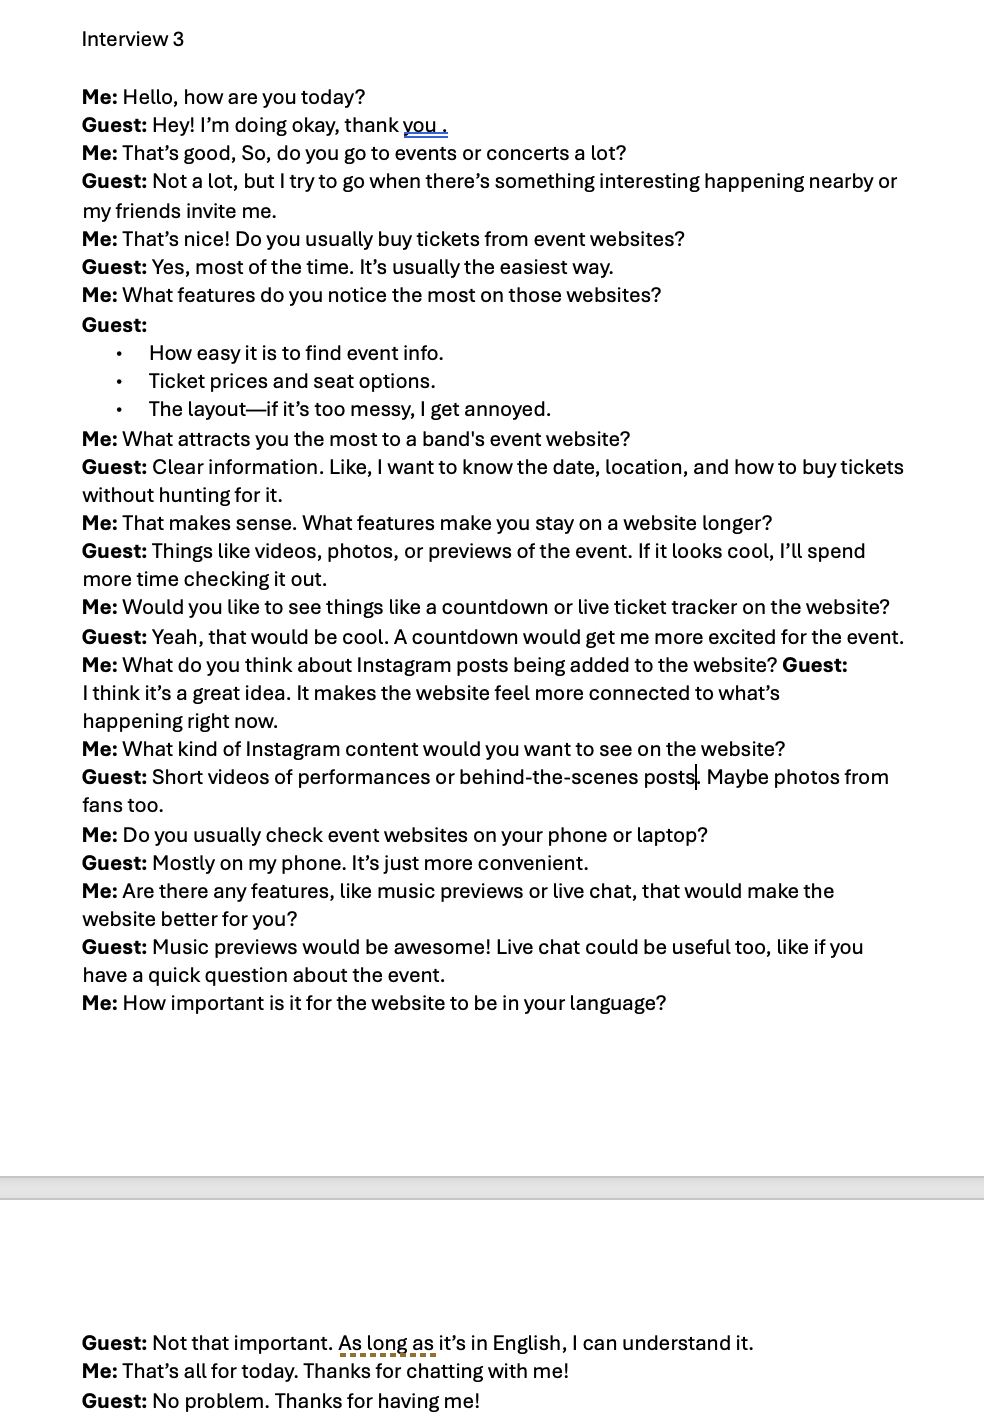 Interview 3
Me: Hello, how are you today?
Guest: Hey! I’m doing okay, thank you .
Me: That’s good, So, do you go to events or concerts a lot?
Guest: Not a lot, but I try to go when there’s something interesting happening nearby or
my friends invite me.
Me: That’s nice! Do you usually buy tickets from event websites?
Guest: Yes, most of the time. It’s usually the easiest way.
Me: What features do you notice the most on those websites?
Guest:
• How easy it is to find event info.
• Ticket prices and seat options.
• The layout—if it’s too messy, I get annoyed.
Me: What attracts you the most to a band's event website?
Guest: Clear information. Like, I want to know the date, location, and how to buy tickets
without hunting for it.
Me: That makes sense. What features make you stay on a website longer?
Guest: Things like videos, photos, or previews of the event. If it looks cool, I’ll spend
more time checking it out.
Me: Would you like to see things like a countdown or live ticket tracker on the website?
Guest: Yeah, that would be cool. A countdown would get me more excited for the event.
Me: What do you think about Instagram posts being added to the website? Guest:
I think it’s a great idea. It makes the website feel more connected to what’s
happening right now.
Me: What kind of Instagram content would you want to see on the website?
Guest: Short videos of performances or behind-the-scenes posts. Maybe photos from
fans too.
Me: Do you usually check event websites on your phone or laptop?
Guest: Mostly on my phone. It’s just more convenient.
Me: Are there any features, like music previews or live chat, that would make the
website better for you?
Guest: Music previews would be awesome! Live chat could be useful too, like if you
have a quick question about the event.
Me: How important is it for the website to be in your language?
Guest: Not that important. As long as it’s in English, I can understand it.
Me: That’s all for today. Thanks for chatting with me!
Guest: No problem. Thanks for having me!